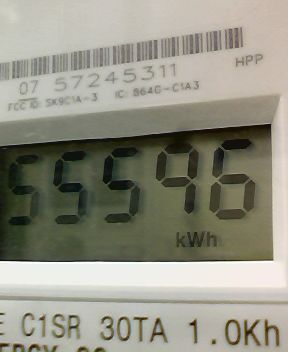 07 57245311 HPP
FCC ID: SK9C1A-3 IC: 864G-C1A3
55596
kWh
E C1SR 30TA 1.0Kh